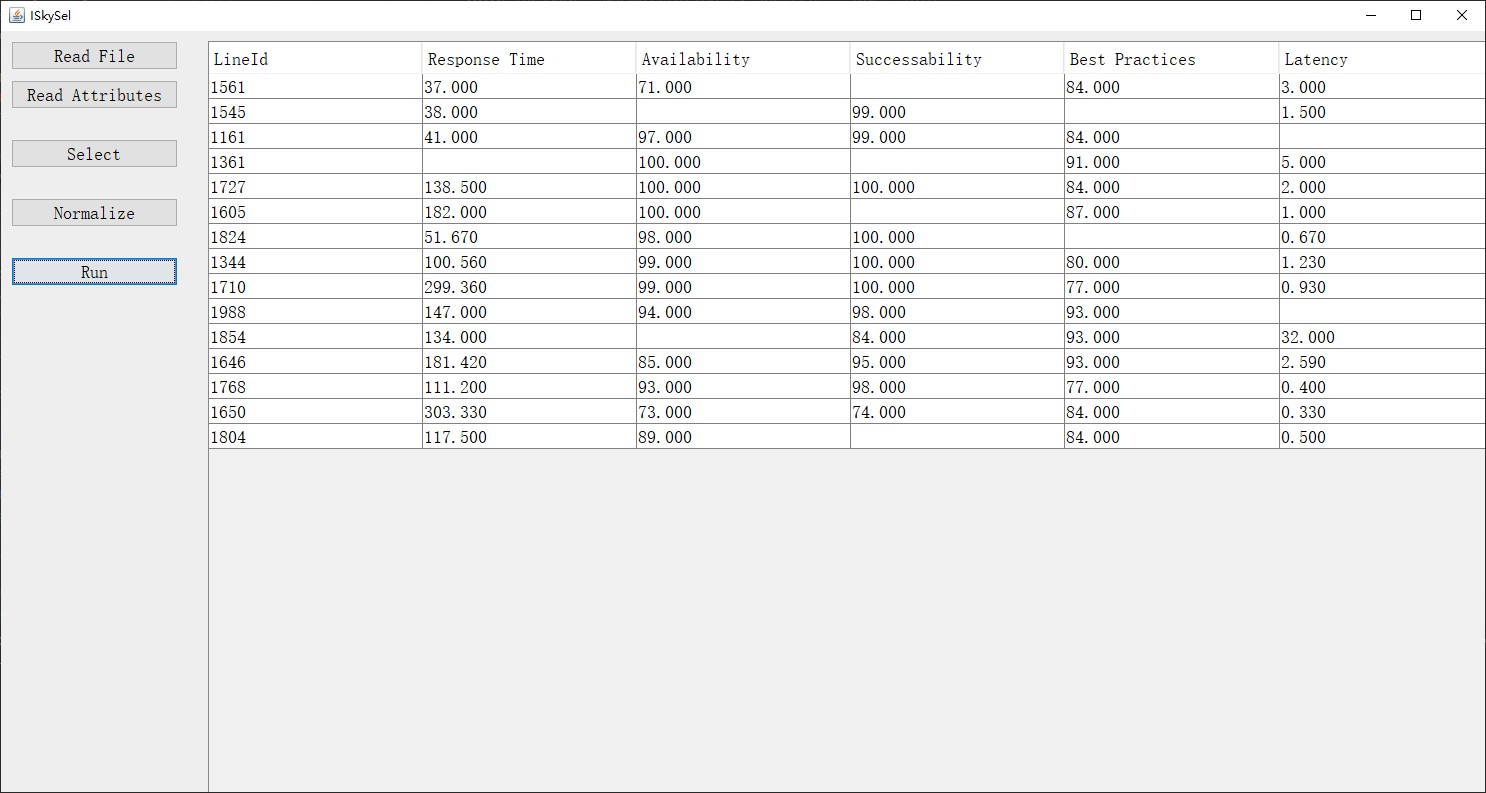 ISkySel
Read File
Read Attributes
Select
Normalize
Run
LineId Response Time Availability Successability Best Practices Latency
1561 37.000 71.000 84.000 3.000
1545 38.000 99.000 1.500
1161 41.000 97.000 99.000 84.000
1361 100.000 91.000 5.000
1727 138.500 100.000 100.000 84.000 2.000
1605 182.000 100.000 87.000 1.000
1824 51.670 98.000 100.000 0.670
1344 100.560 99.000 100.000 80.000 1.230
1710 299.360 99.000 100.000 77.000 0.930
1988 147.000 94.000 98.000 93.000
1854 134.000 84.000 93.000 32.000
1646 181.420 85.000 95.000 93.000 2.590
1768 111.200 93.000 98.000 77.000 0.400
1650 303.330 73.000 74.000 84.000 0.330
1804 117.500 89.000 84.000 0.500